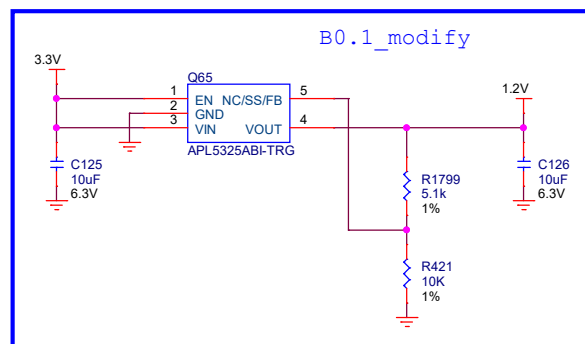 B0.1_modify
3.3V
Q65
1.2V
1
EN
NC/SS/FB
5
2
GND
3
VIN
VOUT
4
APL5325ABI-TRG
C125
10uF
6.3V
R1799
5.1k
1%
C126
10uF
6.3V
R421
10K
1%